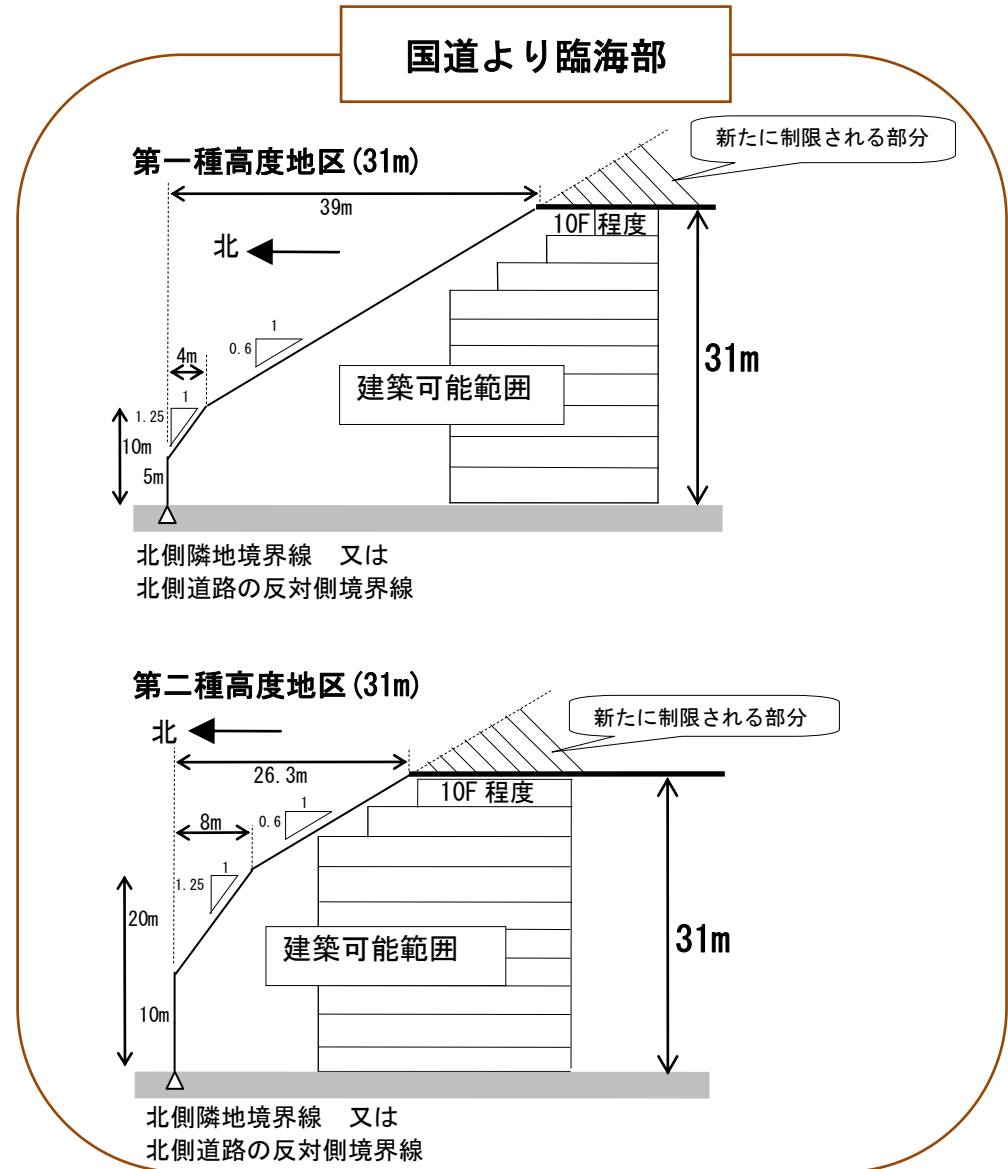 国道より臨海部
新たに制限される部分
第一種高度地区(31m)
39m
10F 程度
北
1
0.6
4m
31m
建築可能範囲
1
1.25
10m
5m
北側隣地境界線 又は
北側道路の反対側境界線
第二種高度地区(31m)
新たに制限される部分
北
26.3m
10F 程度
1
0.6
8m
1
1.25
20m
建築可能範囲
31m
10m
北側隣地境界線 又は
北側道路の反対側境界線